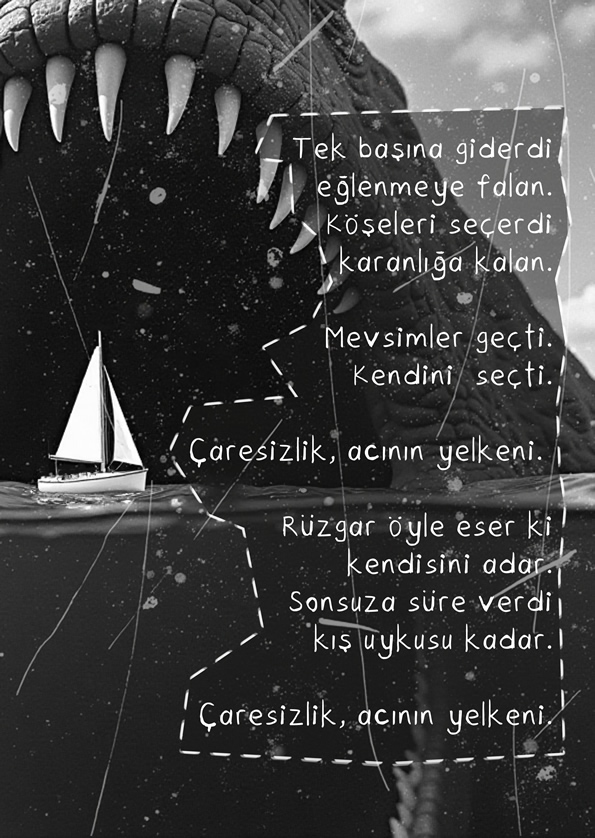 Tek başına giderdi
eğlenmeye falan.
Köşeleri seçerdi
karanlığa kalan.
Mevsimler geçti.
Kendini seçti.
Çaresizlik, acının yelkeni.
Rüzgar öyle eser ki
kendisini adar.
Sonsuza süre verdi
kış uykusu kadar.
Çaresizlik, acının yelkeni.